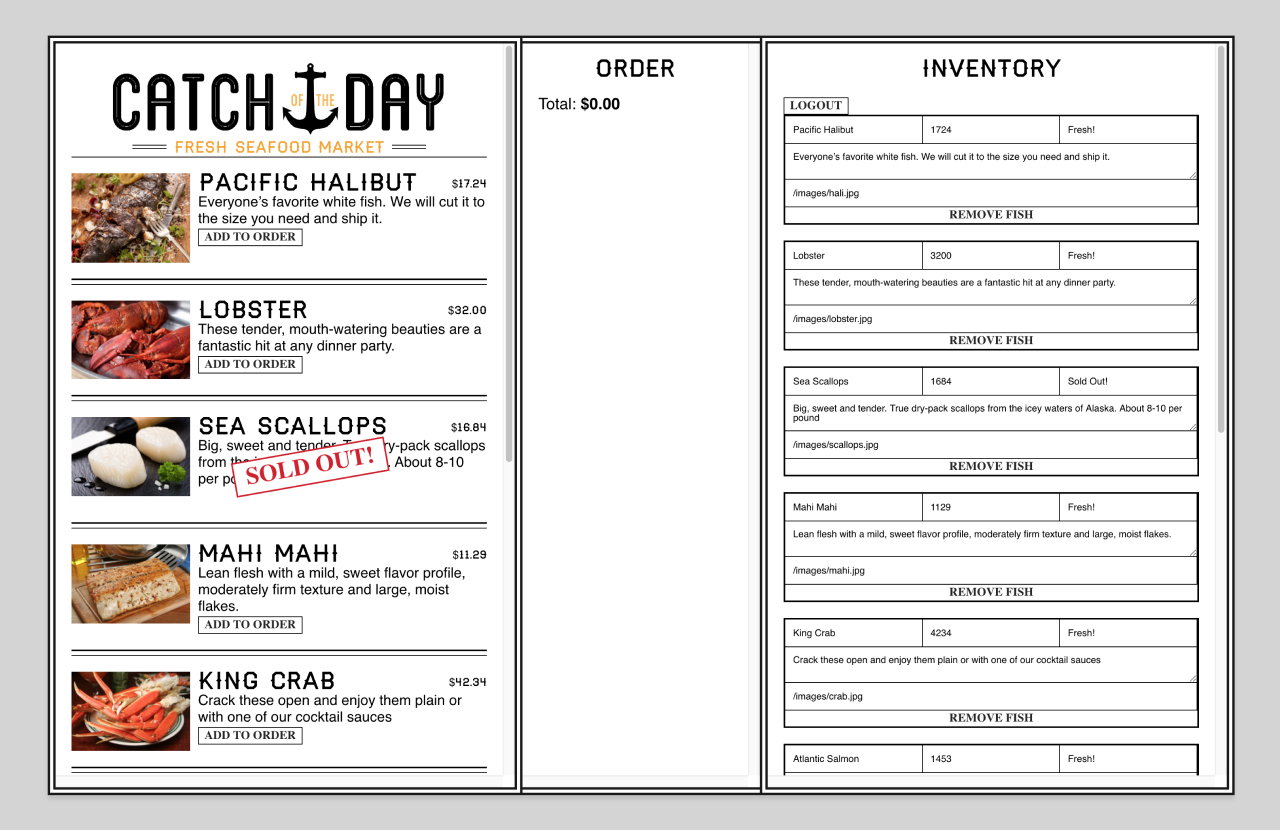 CATCH OF THE DAY
FRESH SEAFOOD MARKET
PACIFIC HALIBUT
$17.24
Everyone’s favorite white fish. We will cut it to
the size you need and ship it.
ADD TO ORDER
LOBSTER
$32.00
These tender, mouth-watering beauties are a
fantastic hit at any dinner party.
ADD TO ORDER
SEA SCALLOPS
$16.84
Big, sweet and tender. ry-pack scallops
from About 8-10
per
SOLD OUT!
MAHI MAHI
$11.29
Lean flesh with a mild, sweet flavor profile,
moderately firm texture and large, moist
flakes.
ADD TO ORDER
KING CRAB
$42.34
Crack these open and enjoy them plain or
with one of our cocktail sauces
ADD TO ORDER
ORDER
Total: $0.00
INVENTORY
LOGOUT
Pacific Halibut
1724
Fresh!
Everyone’s favorite white fish. We will cut it to the size you need and ship it.
/images/hali.jpg
REMOVE FISH
Lobster
3200
Fresh!
These tender, mouth-watering beauties are a fantastic hit at any dinner party.
/images/lobster.jpg
REMOVE FISH
Sea Scallops
1684
Sold Out!
Big, sweet and tender. True dry-pack scallops from the icey waters of Alaska. About 8-10 per
pound
/images/scallops.jpg
REMOVE FISH
Mahi Mahi
1129
Fresh!
Lean flesh with a mild, sweet flavor profile, moderately firm texture and large, moist flakes.
/images/mahi.jpg
REMOVE FISH
King Crab
4234
Fresh!
Crack these open and enjoy them plain or with one of our cocktail sauces
/images/crab.jpg
REMOVE FISH
Atlantic Salmon
1453
Fresh!